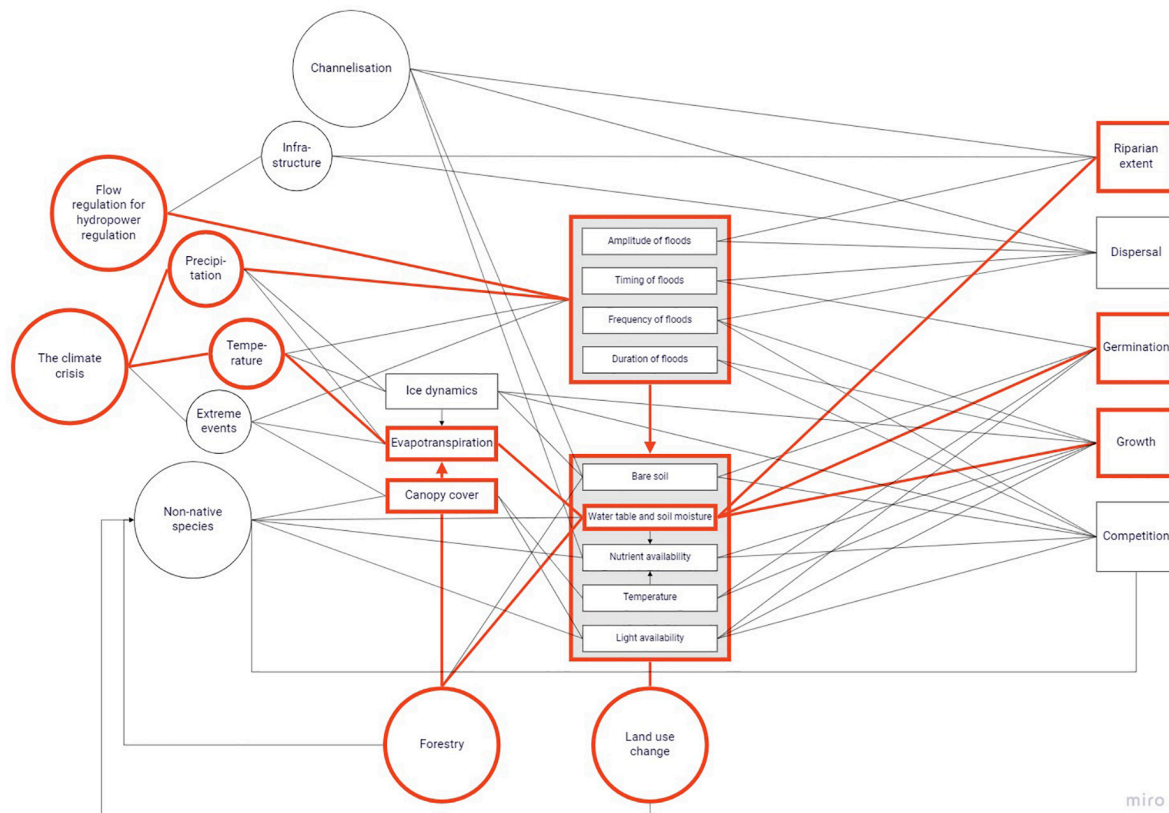 Channelisation
Infra-
structure
Riparian
extent
Flow
regulation for
hydropower
regulation
Amplitude of floods
Dispersal
Precipi-
tation
Timing of floods
Frequency of floods
Tempe-
rature
Germination
The climate
crisis
Duration of floods
Ice dynamics
Extreme
events
Evapotranspiration
Growth
Bare soil
Canopy cover
Non-native
species
Water table and soil moisture
Competition
Nutrient availability
Temperature
Light availability
Forestry
Land use
change
miro